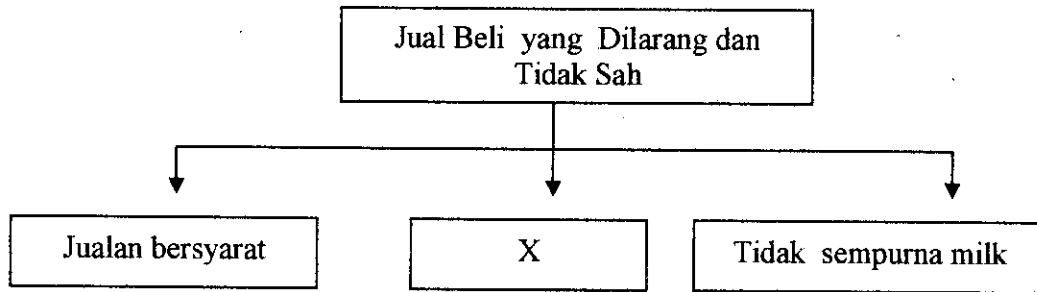 Jual Beli yang Dilarang dan
Tidak Sah
Jualan bersyarat
X
Tidak sempurna milk